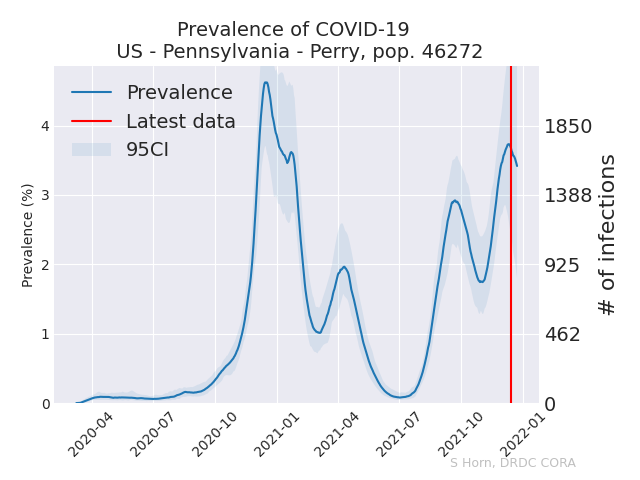 Prevalence of COVID-19
US - Pennsylvania - Perry, pop. 46272
Prevalence
Latest data
95CI
Prevalence (%)
4
3
2
1
0
1850
1388
925
462
0
# of infections
2020-04
2020-07
2020-10
2021-01
2021-04
2021-07
2021-10
2022-01
S Horn, DRDC CORA